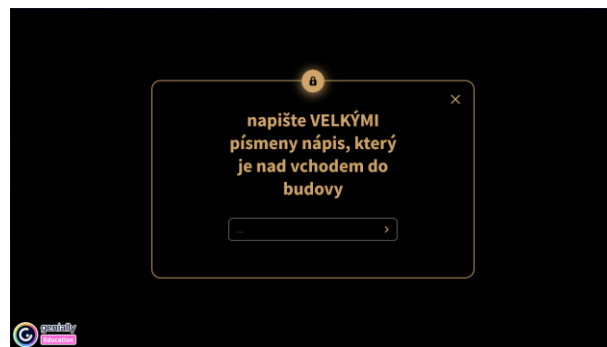 napište VELKÝMI
písmeny nápis, který
je nad vchodem do
budovy
...
genially
Education